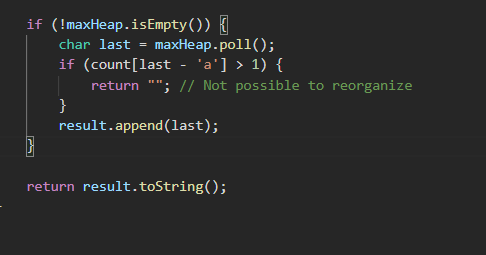 if (!maxHeap.isEmpty()) {
    char last = maxHeap.poll();
    if (count[last - 'a'] > 1) {
        return ""; // Not possible to reorganize
    }
    result.append(last);
}

return result.toString();